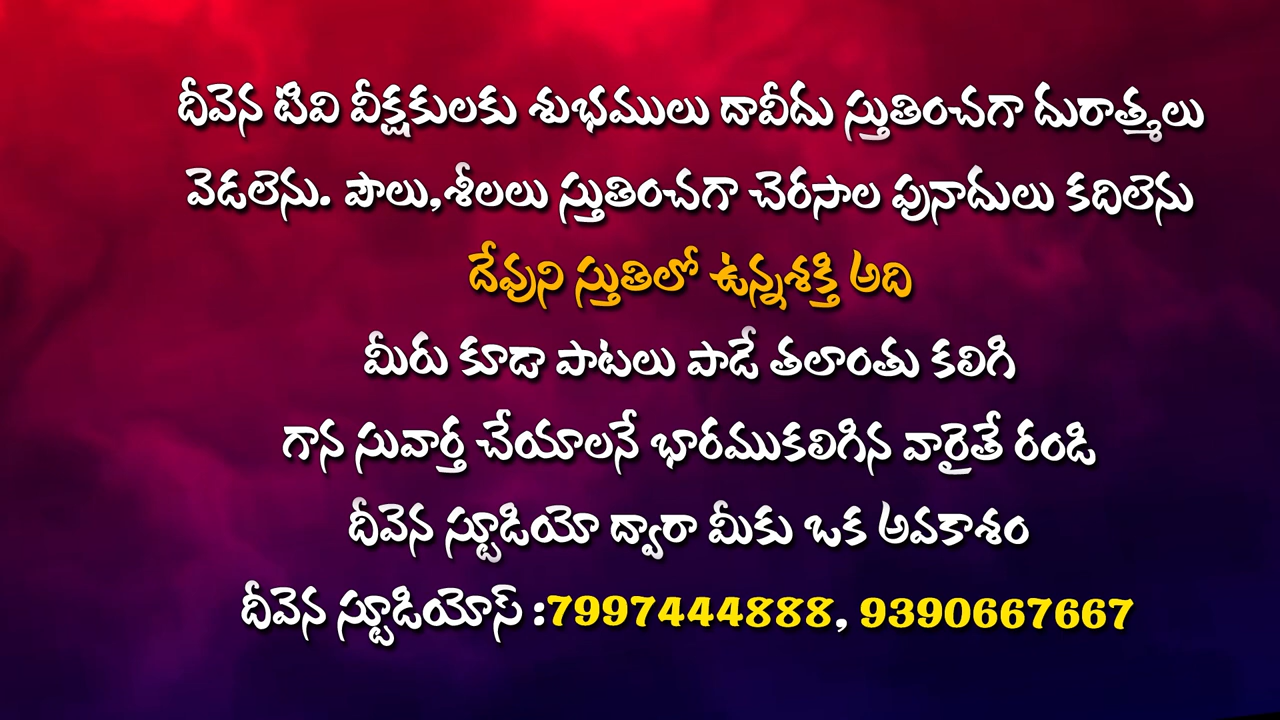 దీవెన టివి వీక్షకులకు శుభములు దావీదు స్తుతించగా దురాత్మలు
వెడలెను. పౌలు,శీలలు స్తుతించగా చెరసాల పునాదులు కదిలెను
దేవుని స్తుతిలో ఉన్నశక్తి అది
మీరు కూడా పాటలు పాడే తలాంతు కలిగి
గాన సువార్త చేయాలనే భారముకలిగిన వారైతే రండి
దీవెన స్టూడియో ద్వారా మీకు ఒక అవకాశం
దీవెన స్టూడియోస్ :7997444888, 9390667667